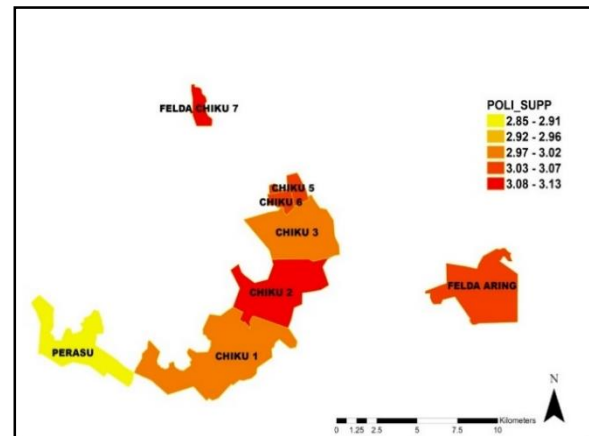 POLI_SUPP
2.85 - 2.91
2.92 - 2.96
2.97 - 3.02
3.03 - 3.07
3.08 - 3.13
FELDA CHIKU 7
CHIKU 5
CHIKU 6
CHIKU 3
CHIKU 2
FELDA ARING
PERASU
CHIKU 1
N
Kilometers
0 1.25 2.5 5 7.5 10